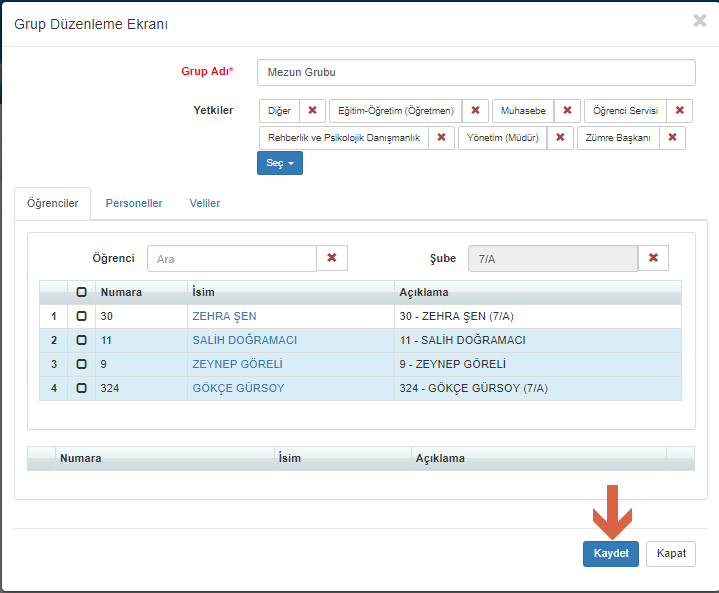 Grup Düzenleme Ekranı
Grup Adı* Mezun Grubu
Yetkiler Diğer Eğitim-Öğretim (Öğretmen) Muhasebe Öğrenci Servisi
Rehberlik ve Psikolojik Danışmanlık Yönetim (Müdür) Zümre Başkanı
Seç
Öğrenciler Personeller Veliler
Öğrenci Ara Şube 7/A
Numara İsim Açıklama
1 30 ZEHRA ŞEN 30 - ZEHRA ŞEN (7/A)
2 11 SALİH DOĞRAMACI 11 - SALİH DOĞRAMACI
3 9 ZEYNEP GÖRELİ 9 - ZEYNEP GÖRELİ
4 324 GÖKÇE GÜRSOY 324 - GÖKÇE GÜRSOY (7/A)
Numara İsim Açıklama
Kaydet Kapat